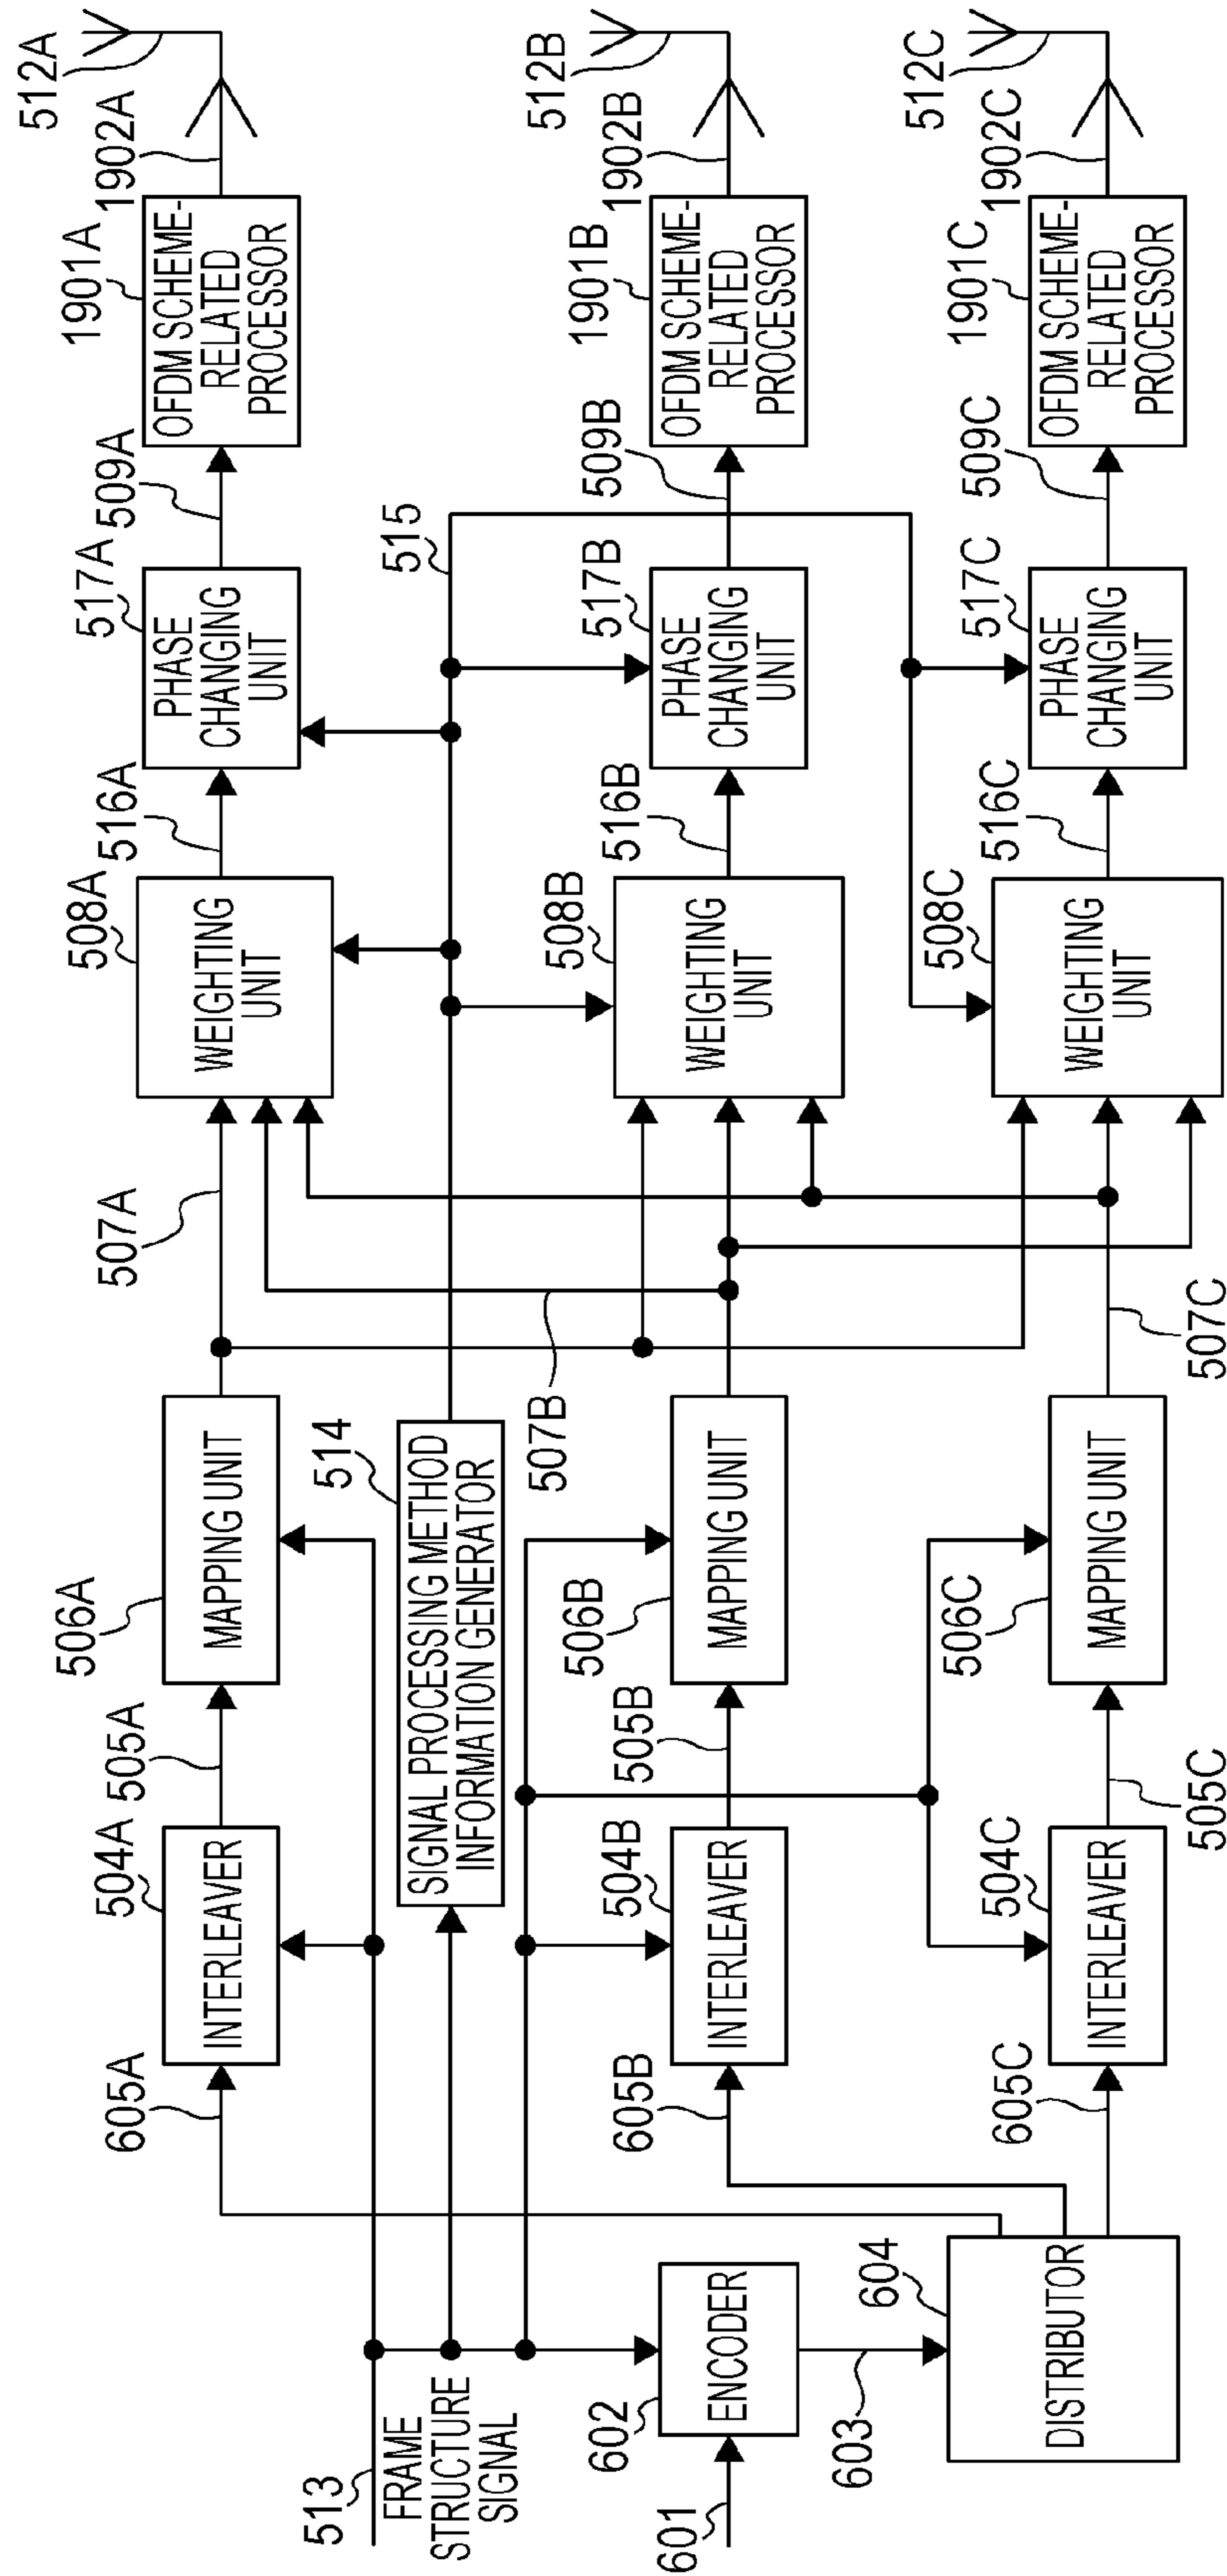 513
FRAME
STRUCTURE
SIGNAL
601
602
ENCODER
603
604
DISTRIBUTOR
605A
504A
INTERLEAVER
505A
506A
MAPPING UNIT
507A
508A
WEIGHTING
UNIT
516A
517A
PHASE
CHANGING
UNIT
509A
1901A
OFDM SCHEME-
RELATED
PROCESSOR
1902A
512A
514
SIGNAL PROCESSING METHOD
INFORMATION GENERATOR
515
605B
504B
INTERLEAVER
505B
506B
MAPPING UNIT
507B
508B
WEIGHTING
UNIT
516B
517B
PHASE
CHANGING
UNIT
509B
1901B
OFDM SCHEME-
RELATED
PROCESSOR
1902B
512B
605C
504C
INTERLEAVER
505C
506C
MAPPING UNIT
507C
508C
WEIGHTING
UNIT
516C
517C
PHASE
CHANGING
UNIT
509C
1901C
OFDM SCHEME-
RELATED
PROCESSOR
1902C
512C